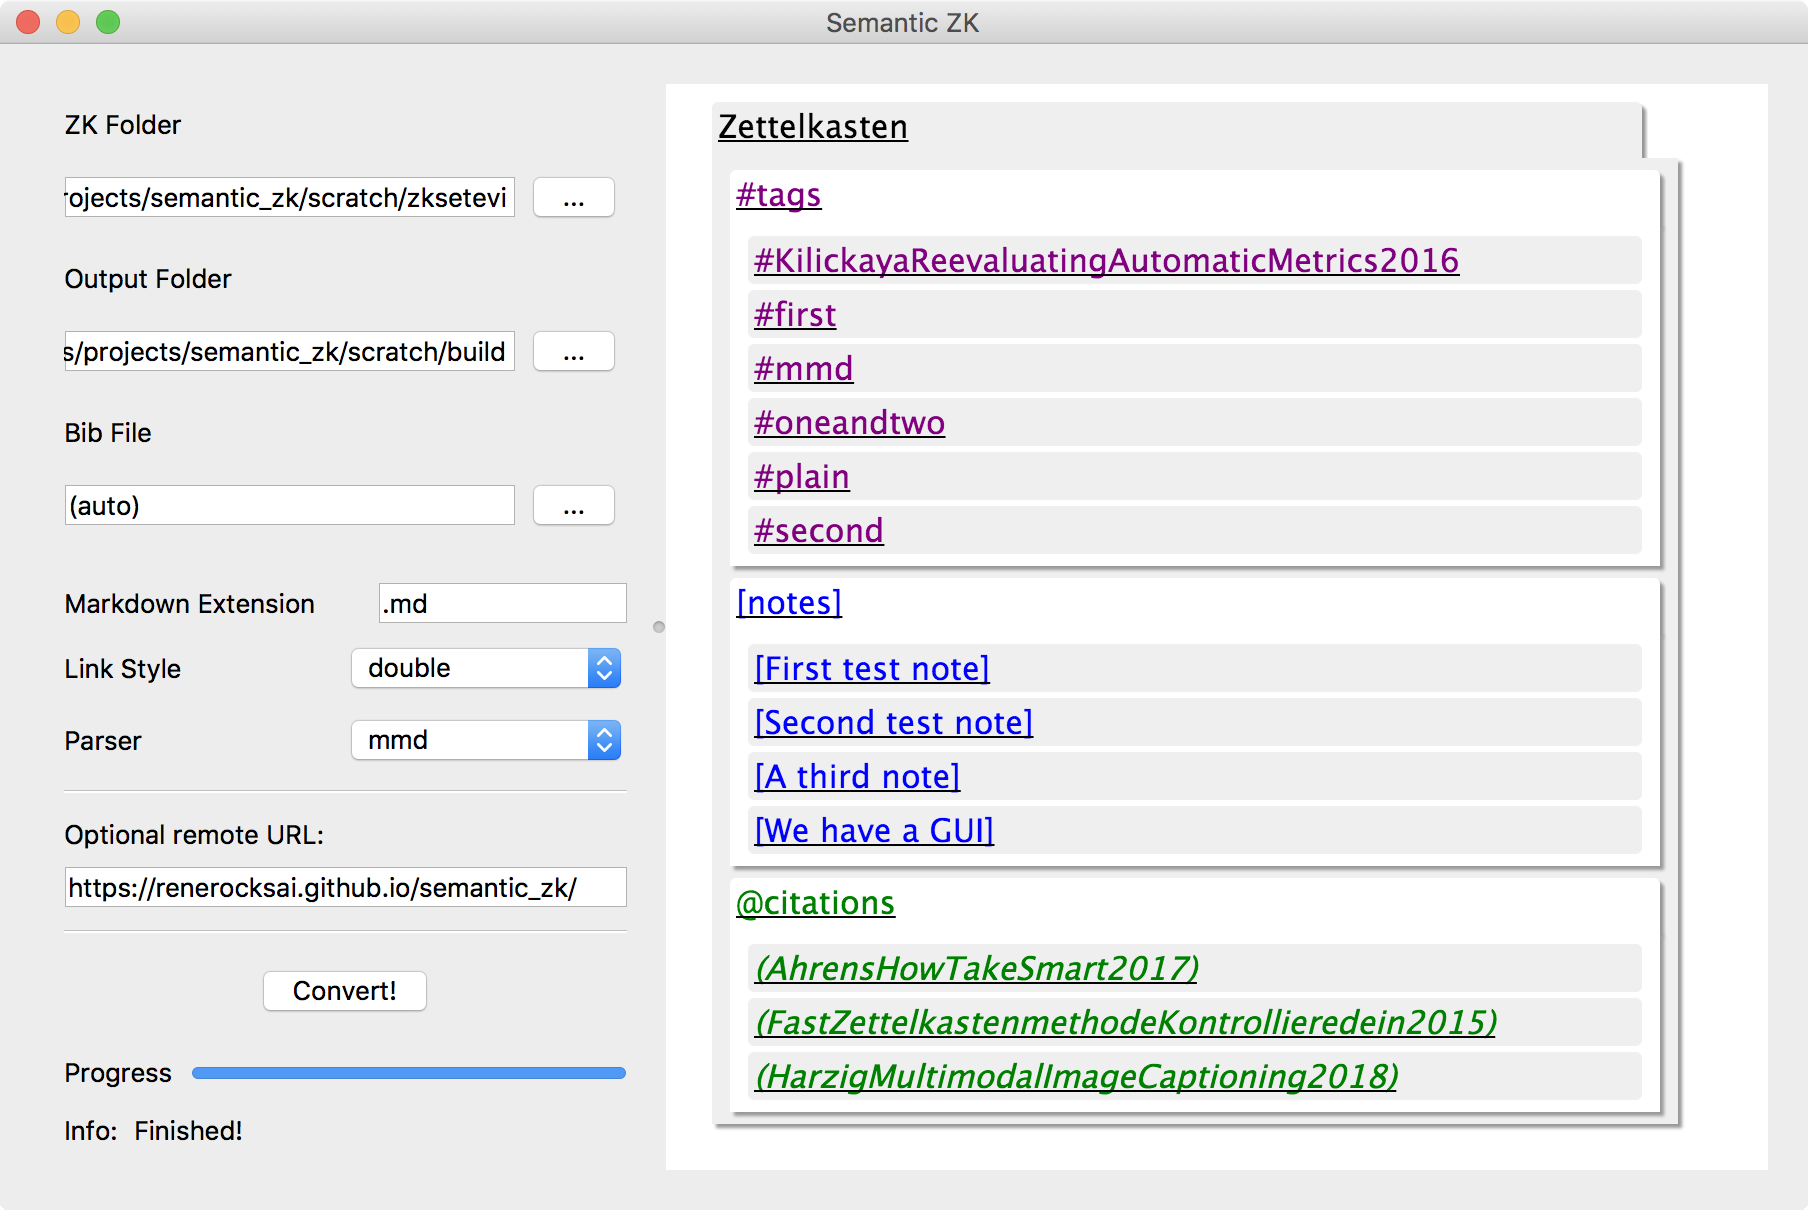 Semantic ZK
ZK Folder
rojects/semantic_zk/scratch/zksetevi
...
Output Folder
s/projects/semantic_zk/scratch/build
...
Bib File
(auto)
...
Markdown Extension
.md
Link Style
double
Parser
mmd
Optional remote URL:
https://renerocksai.github.io/semantic_zk/
Convert!
Progress
Info: Finished!
Zettelkasten
#tags
#KilickayaReevaluatingAutomaticMetrics2016
#first
#mmd
#oneandtwo
#plain
#second
[notes]
[First test note]
[Second test note]
[A third note]
[We have a GUI]
@citations
(AhrensHowTakeSmart2017)
(FastZettelkastenmethodeKontrollieredein2015)
(HarzigMultimodalImageCaptioning2018)